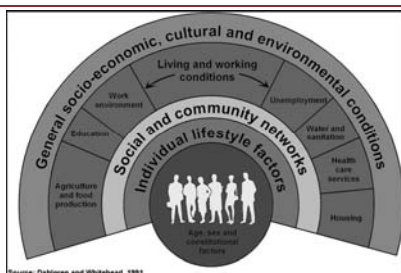 General socio-economic, cultural and environmental conditions
Living and working
conditions
Work
environment
Unemployment
Education
Water and
sanitation
Social and community networks
Individual lifestyle factors
Agriculture
and food
production
Health
care
services
Housing
Age, sex and
constitutional
factors
Source: Dahlgren and Whitehead, 1991